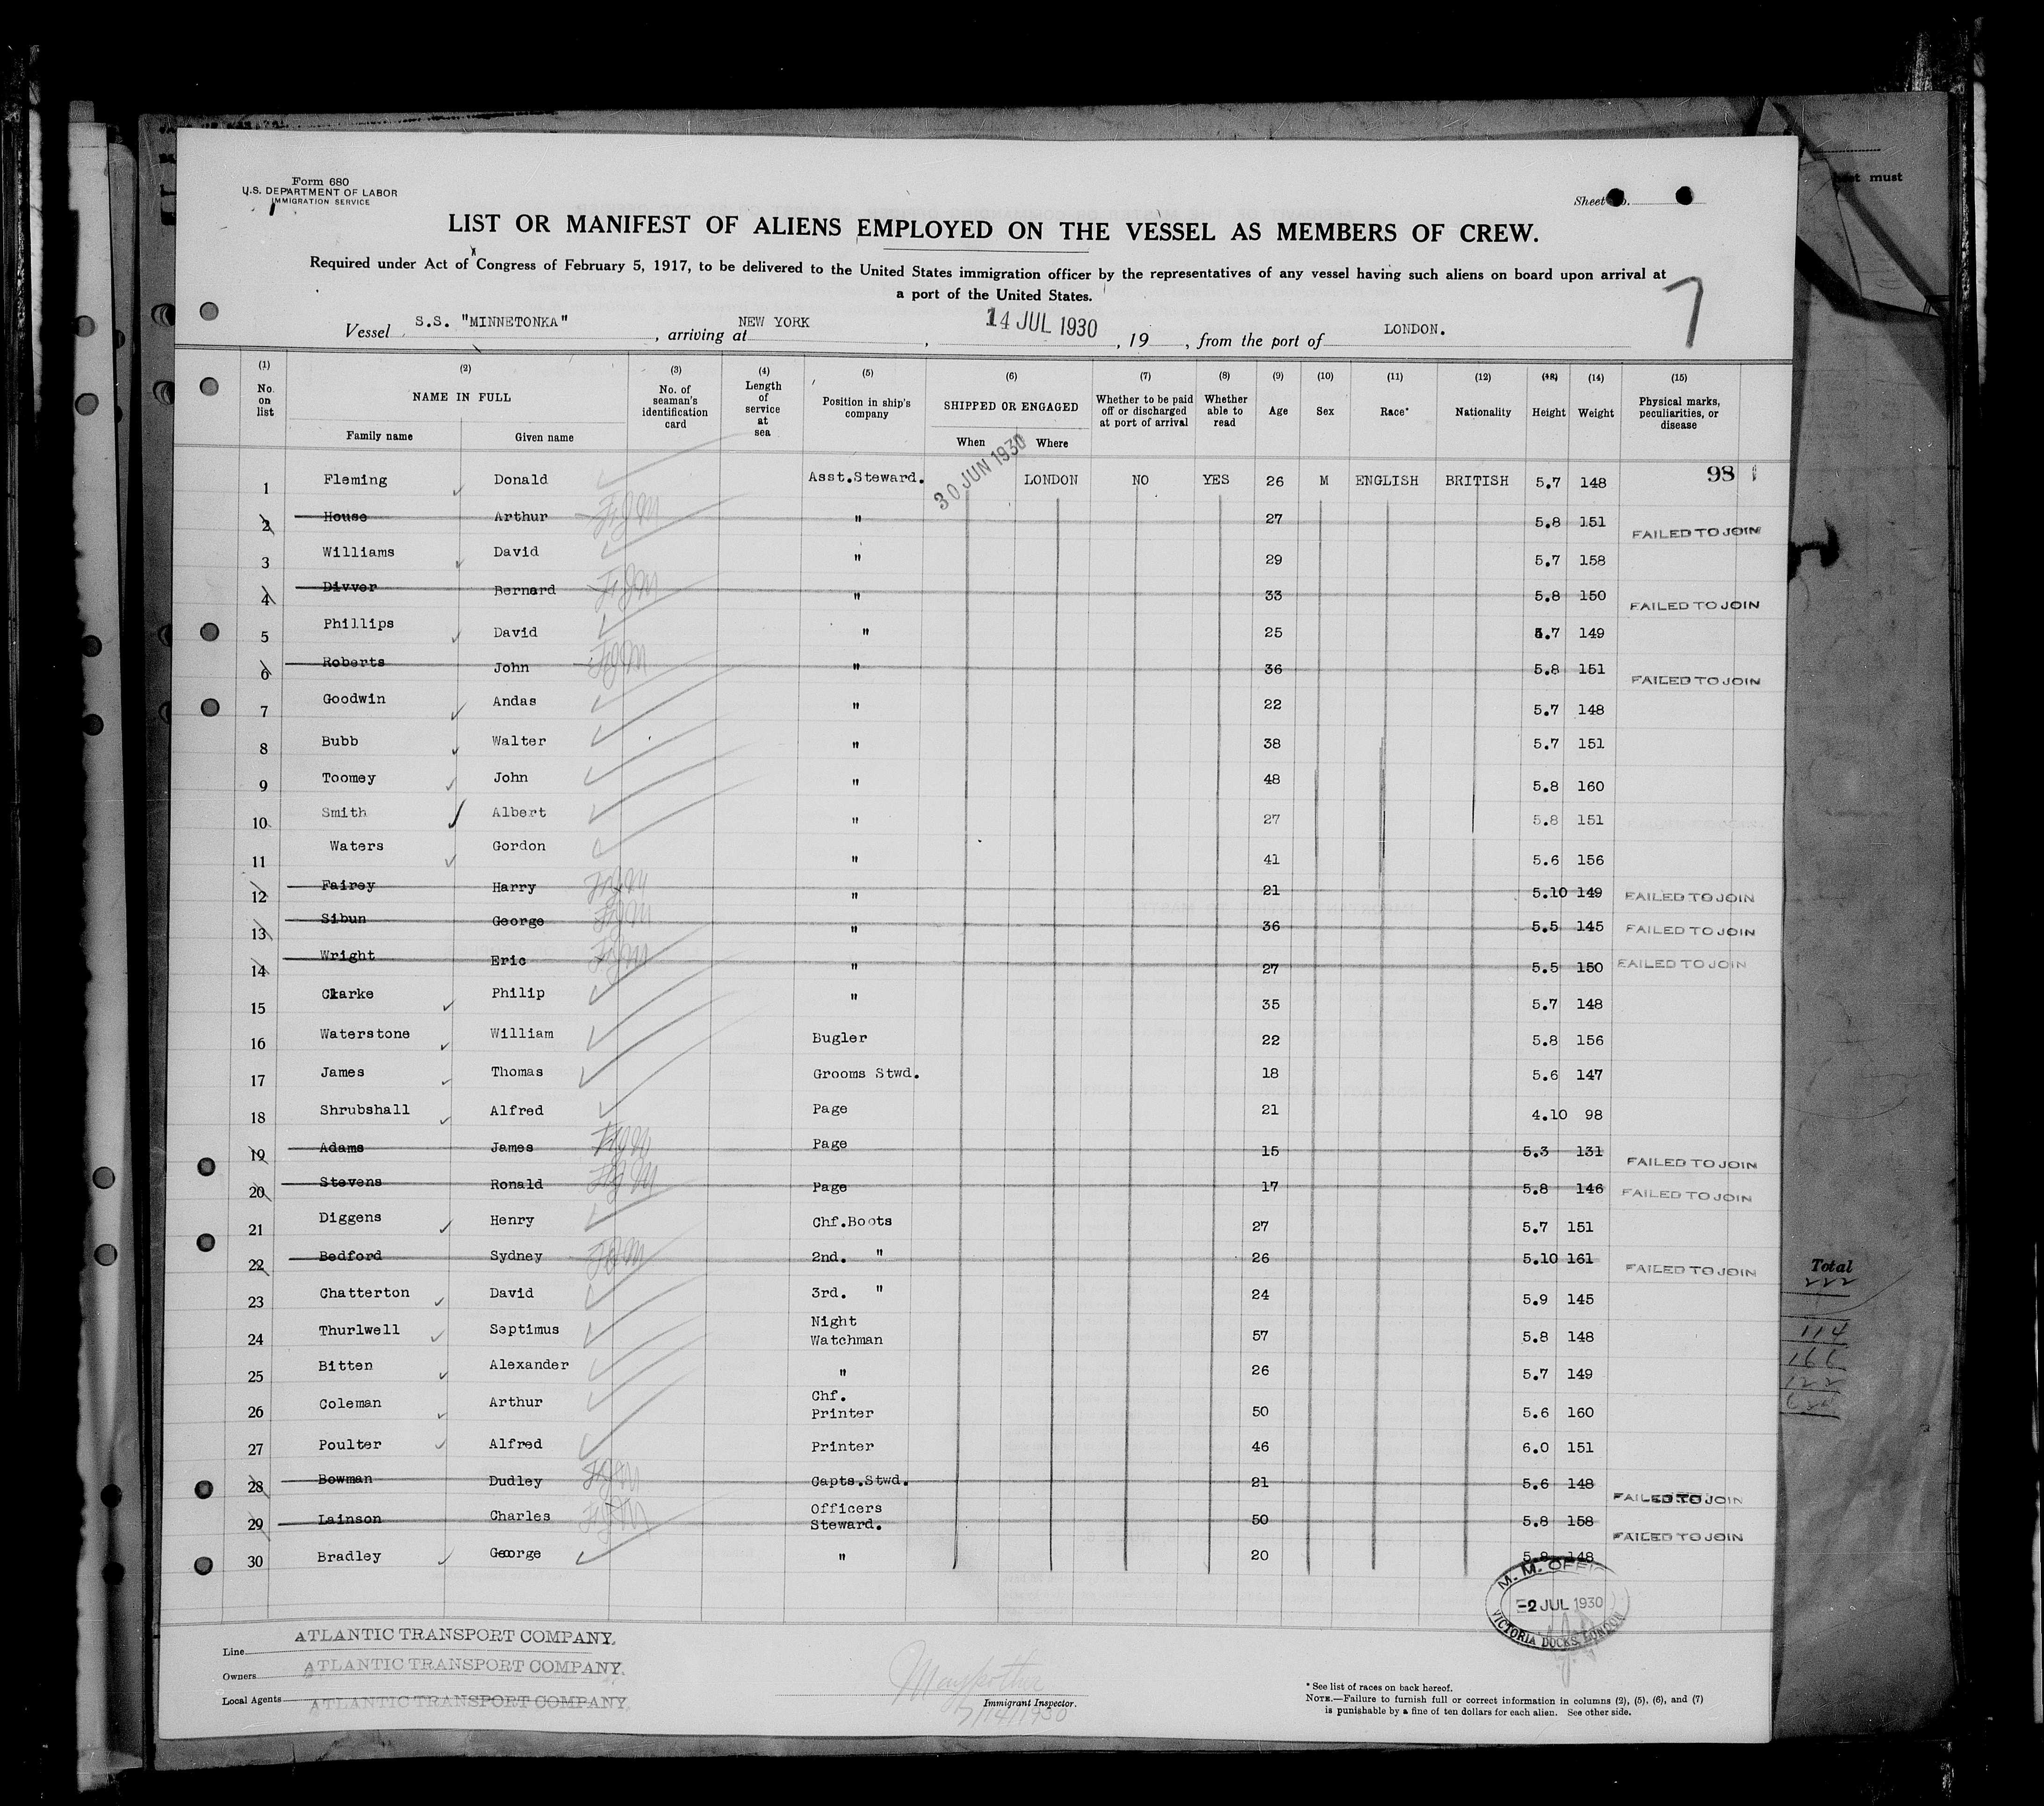 Form 680
U.S. DEPARTMENT OF LABOR
IMMIGRATION SERVICE
Sheet No.
must
LIST OR MANIFEST OF ALIENS EMPLOYED ON THE VESSEL AS MEMBERS OF CREW.
Required under Act of Congress of February 5, 1917, to be delivered to the United States immigration officer by the representatives of any vessel having such aliens on board upon arrival at
a port of the United States.
7
Vessel S.S. "MINNETONKA", arriving at NEW YORK, 14 JUL 1930, 19 , from the port of LONDON.
(1) (2) (3) (4) (5) (6) (7) (8) (9) (10) (11) (12) (13) (14) (15)
No. on list NAME IN FULL No. of seaman's identification card Length of service at sea Position in ship's company SHIPPED OR ENGAGED Whether to be paid off or discharged at port of arrival Whether able to read Age Sex Race* Nationality Height Weight Physical marks, peculiarities, or disease
Family name Given name When Where
30 JUN 1930
98
1 Fleming Donald Asst.Steward. LONDON NO YES 26 M ENGLISH BRITISH 5.7 148
2 House Arthur " 27 5.8 151 FAILED TO JOIN
3 Williams David " 29 5.7 158
4 Divver Bernard " 33 5.8 150 FAILED TO JOIN
5 Phillips David " 25 5.7 149
6 Roberts John " 36 5.8 151 FAILED TO JOIN
7 Goodwin Andas " 22 5.7 148
8 Bubb Walter " 38 5.7 151
9 Toomey John " 48 5.8 160
10 Smith Albert " 27 5.8 151
11 Waters Gordon " 41 5.6 156
12 Fairey Harry " 21 5.10 149 FAILED TO JOIN
13 Sibun George " 36 5.5 145 FAILED TO JOIN
14 Wright Eric " 27 5.5 150 FAILED TO JOIN
15 Clarke Philip " 35 5.7 148
16 Waterstone William Bugler 22 5.8 156
17 James Thomas Grooms Stwd. 18 5.6 147
18 Shrubshall Alfred Page 21 4.10 98
19 Adams James Page 15 5.3 131 FAILED TO JOIN
20 Stevens Ronald Page 17 5.8 146 FAILED TO JOIN
21 Diggens Henry Chf.Boots 27 5.7 151
22 Bedford Sydney 2nd. " 26 5.10 161 FAILED TO JOIN
23 Chatterton David 3rd. " 24 5.9 145
24 Thurlwell Septimus Night Watchman 57 5.8 148
25 Bitten Alexander " 26 5.7 149
26 Coleman Arthur Chf. Printer 50 5.6 160
27 Poulter Alfred Printer 46 6.0 151
28 Bowman Dudley Capts.Stwd. 21 5.6 148 FAILED TO JOIN
29 Lainson Charles Officers Steward. 50 5.8 158 FAILED TO JOIN
30 Bradley George " 20 5.8 148
M. M. OFFICE
-2 JUL 1930
VICTORIA DOCKS, LONDON
Line ATLANTIC TRANSPORT COMPANY.
Owners ATLANTIC TRANSPORT COMPANY.
Local Agents ATLANTIC TRANSPORT COMPANY.
Immigrant Inspector.
7/14/1930
* See list of races on back hereof.
NOTE.—Failure to furnish full or correct information in columns (2), (5), (6), and (7)
is punishable by a fine of ten dollars for each alien. See other side.
Total
222
114
166
122